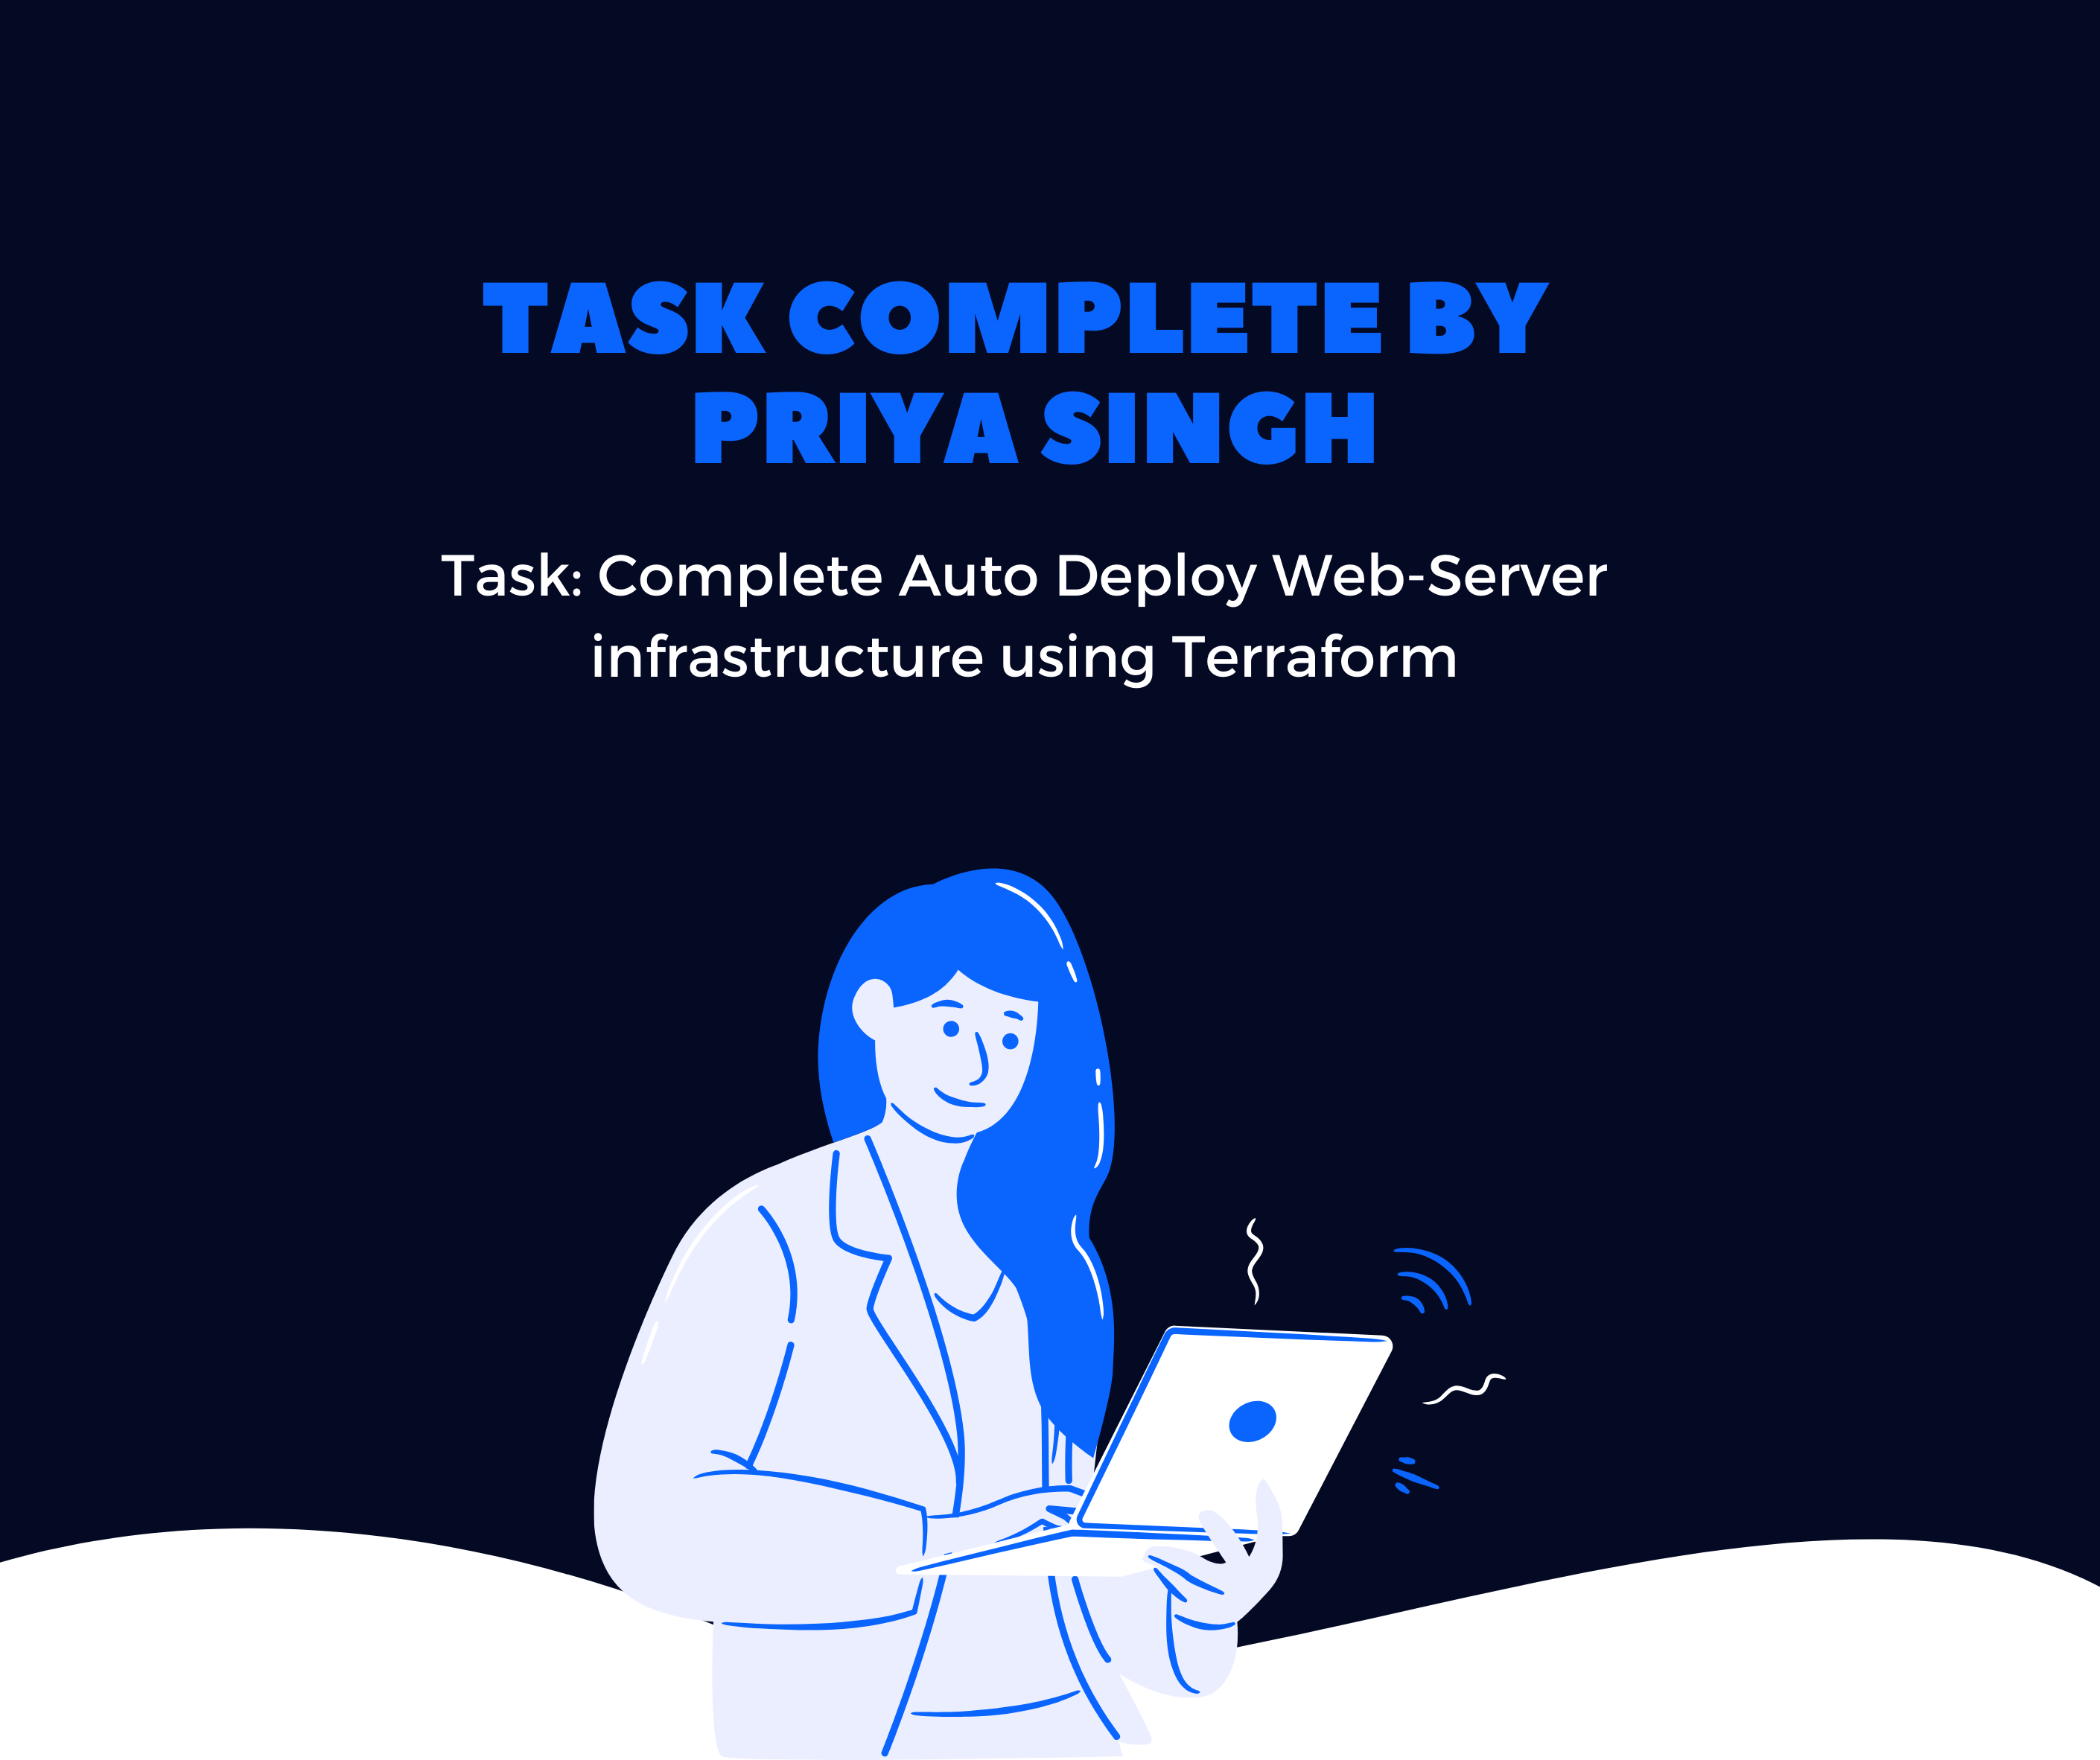 TASK COMPLETE BY
PRIYA SINGH
Task: Complete Auto Deploy Web-Server
infrastructure using Terraform